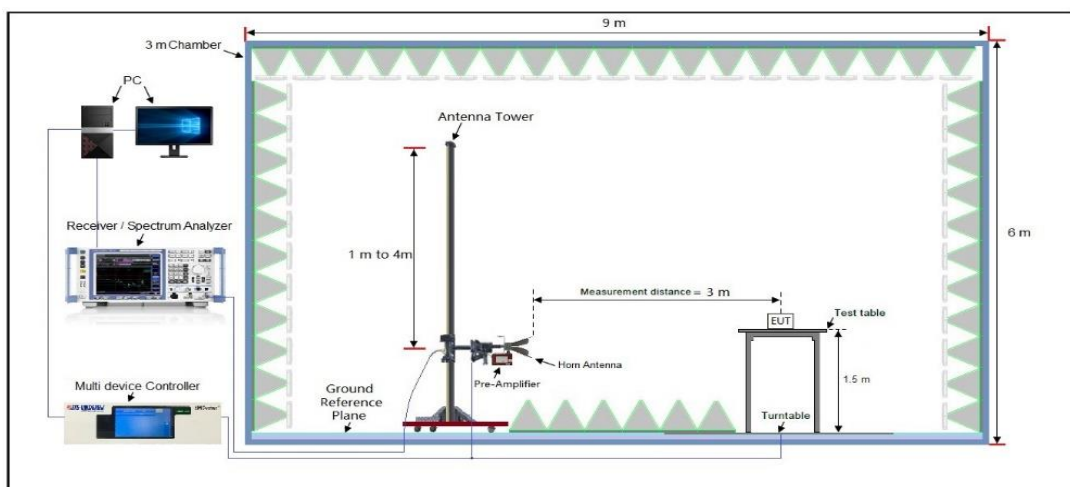 9 m
3 m Chamber
PC
Antenna Tower
Receiver / Spectrum Analyzer
1 m to 4m
6 m
Measurement distance = 3 m
EUT
Test table
Horn Antenna
Pre-Amplifier
1.5 m
Multi device Controller
Ground
Reference
Plane
Turntable